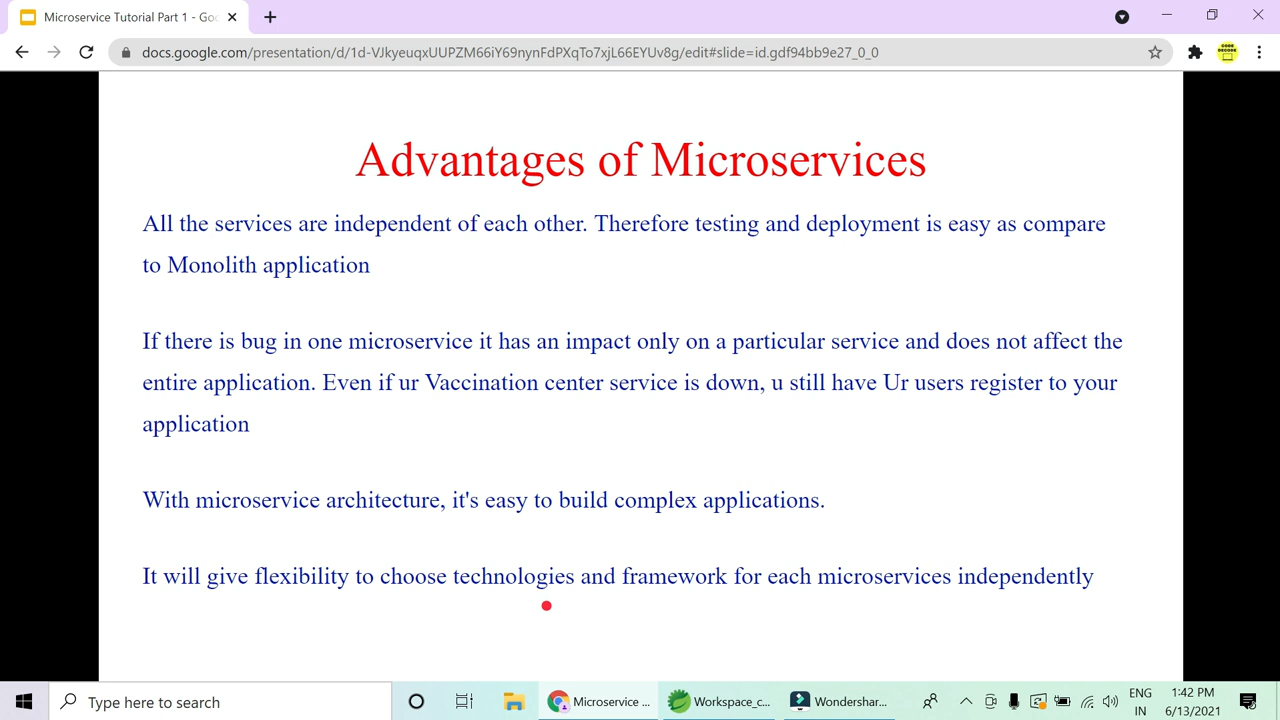 Microservice Tutorial Part 1 - Goo
docs.google.com/presentation/d/1d-VJkyeuqxUUPZM66iY69nvnFdPXqTo7xjL66EYUv8g/edit#slide=id.gdf94bb9e27_0_0
CODE DECODE
Advantages of Microservices
All the services are independent of each other. Therefore testing and deployment is easy as compare
to Monolith application
If there is bug in one microservice it has an impact only on a particular service and does not affect the
entire application. Even if ur Vaccination center service is down, u still have Ur users register to your
application
With microservice architecture, it's easy to build complex applications.
It will give flexibility to choose technologies and framework for each microservices independently
Type here to search
Microservice ...
Workspace_c...
Wondershar...
ENG
IN
1:42 PM
6/13/2021